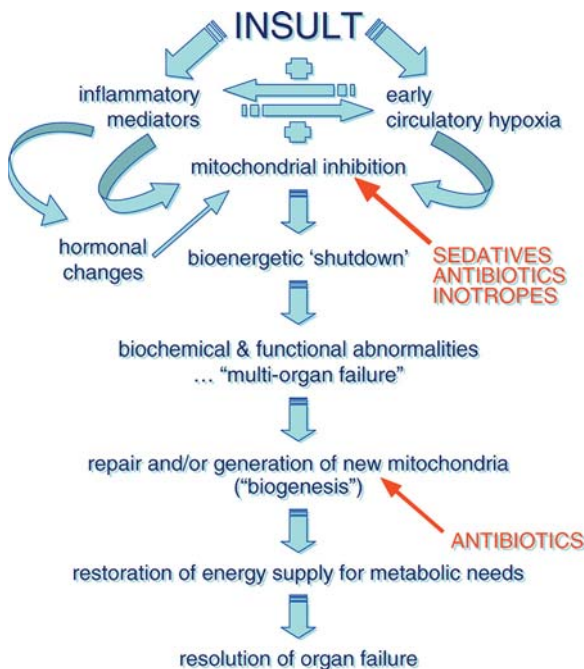 INSULT
inflammatory
mediators
early
circulatory hypoxia
mitochondrial inhibition
hormonal
changes
bioenergetic ‘shutdown’
SEDATIVES
ANTIBIOTICS
INOTROPES
biochemical & functional abnormalities
… “multi-organ failure”
repair and/or generation of new mitochondria
(“biogenesis”)
ANTIBIOTICS
restoration of energy supply for metabolic needs
resolution of organ failure